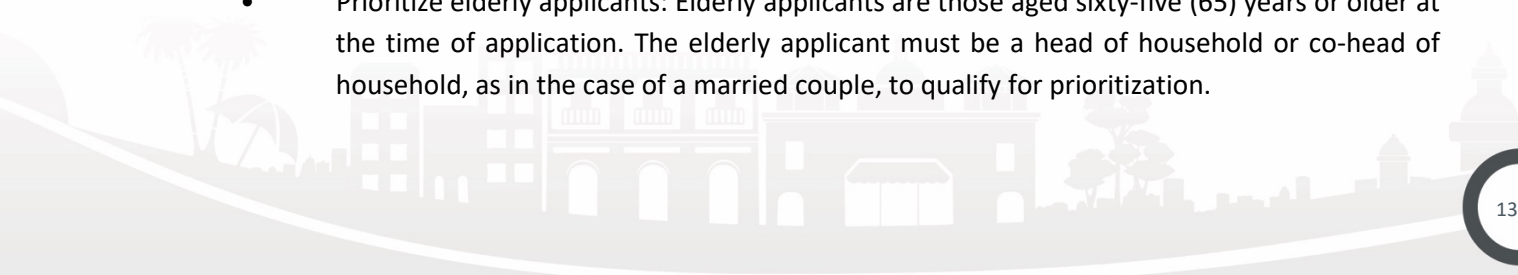 • Prioritize elderly applicants: Elderly applicants are those aged sixty-five (65) years or older at
the time of application. The elderly applicant must be a head of household or co-head of
household, as in the case of a married couple, to qualify for prioritization.
13